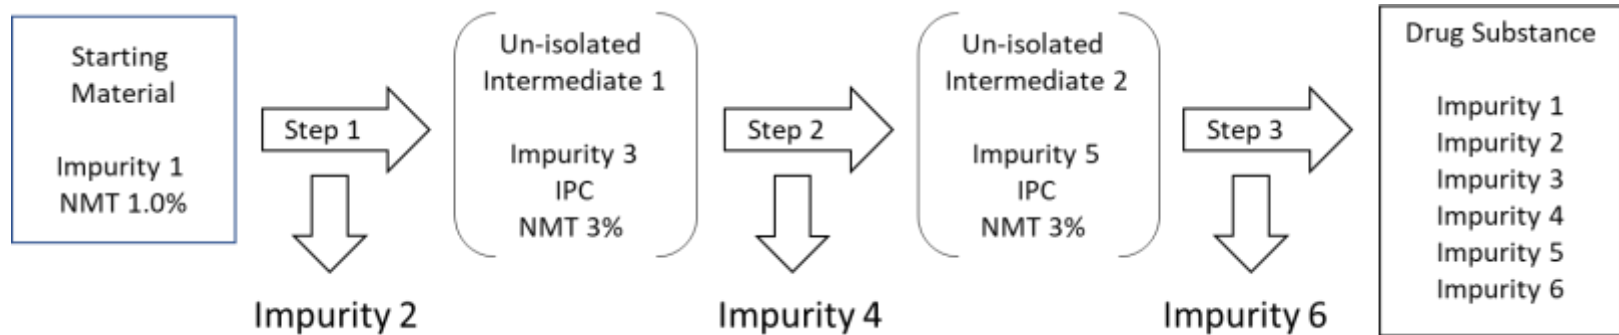 Starting
Material
Impurity 1
NMT 1.0%
Step 1
Impurity 2
Un-isolated
Intermediate 1
Impurity 3
IPC
NMT 3%
Step 2
Impurity 4
Un-isolated
Intermediate 2
Impurity 5
IPC
NMT 3%
Step 3
Impurity 6
Drug Substance
Impurity 1
Impurity 2
Impurity 3
Impurity 4
Impurity 5
Impurity 6